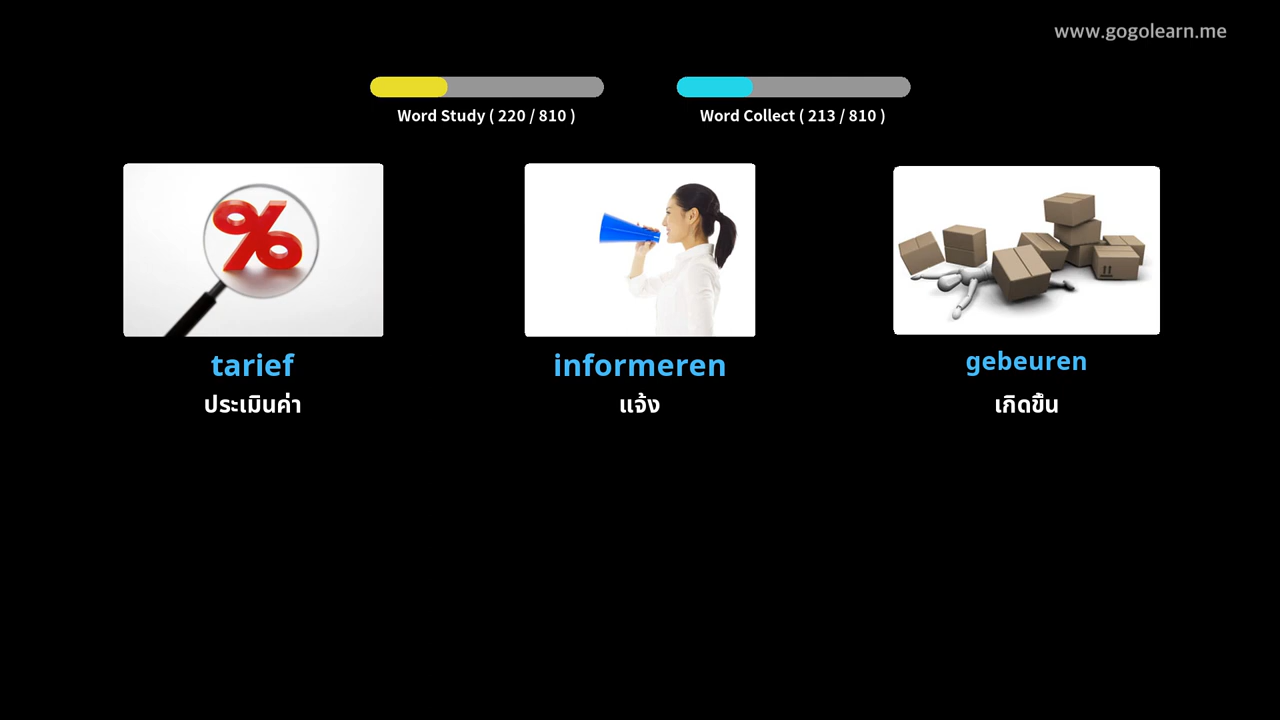 www.gogolearn.me
Word Study ( 220 / 810 )
Word Collect ( 213 / 810 )
tarief
ประเมินค่า
informeren
แจ้ง
gebeuren
เกิดขึ้น